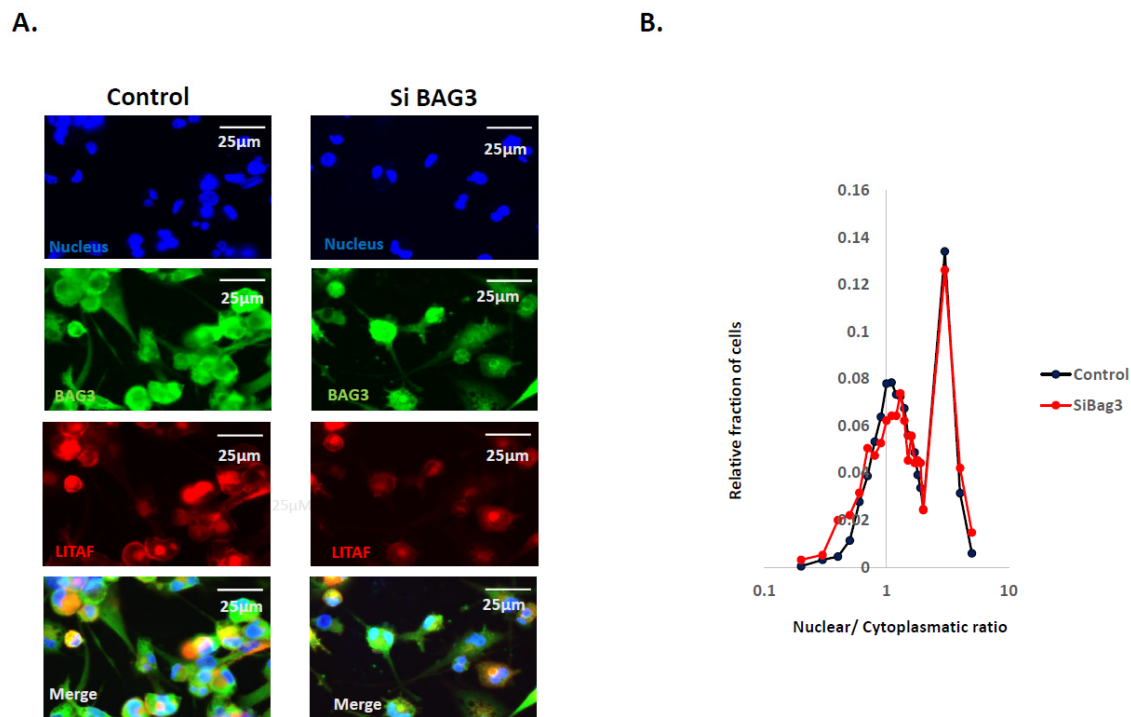 A.
B.
Control
Si BAG3
25µm
Nucleus
25µm
Nucleus
25µm
BAG3
25µm
BAG3
25µm
LITAF
25µm
LITAF
25µM
25µm
Merge
25µm
Merge
0.16
0.14
0.12
0.1
0.08
0.06
0.04
0.02
0
0.1
1
10
Relative fraction of cells
Nuclear/ Cytoplasmatic ratio
Control
SiBag3